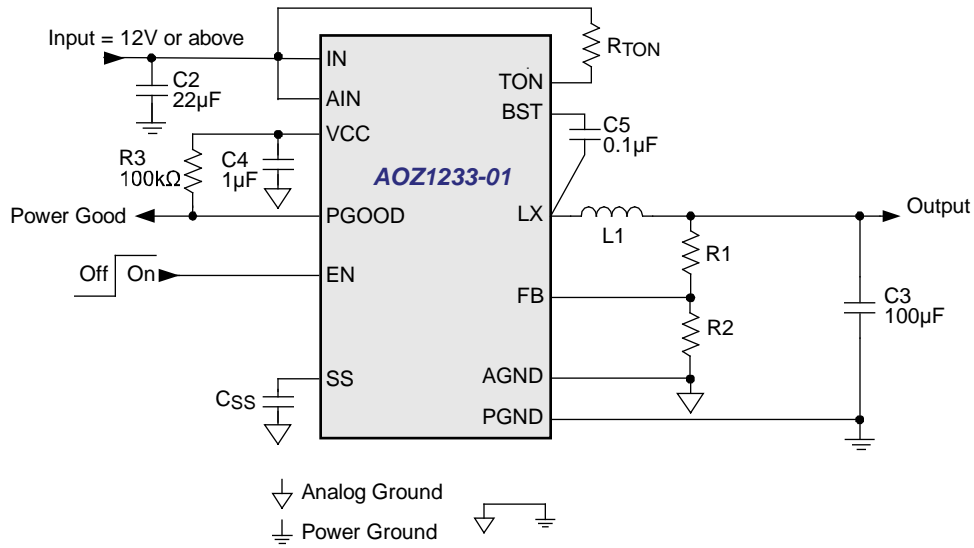 Input = 12V or above
C2
22µF
R3
100kΩ
C4
1µF
Power Good
Off
On
CSS
IN
AIN
VCC
PGOOD
EN
SS
AOZ1233-01
TON
BST
LX
FB
AGND
PGND
RTON
C5
0.1µF
L1
R1
R2
Output
C3
100µF
Analog Ground
Power Ground